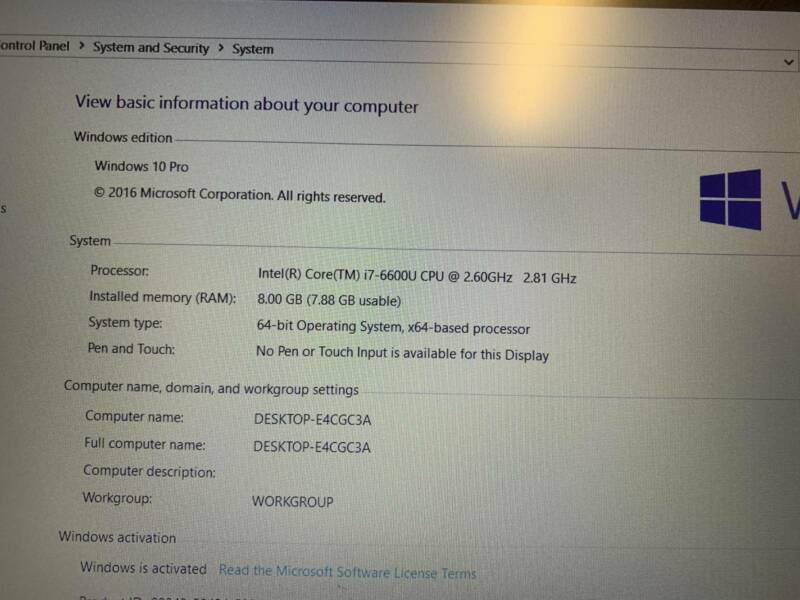 ontrol Panel > System and Security > System
View basic information about your computer
Windows edition
Windows 10 Pro
© 2016 Microsoft Corporation. All rights reserved.
s
System
Processor: Intel(R) Core(TM) i7-6600U CPU @ 2.60GHz 2.81 GHz
Installed memory (RAM): 8.00 GB (7.88 GB usable)
System type: 64-bit Operating System, x64-based processor
Pen and Touch: No Pen or Touch Input is available for this Display
Computer name, domain, and workgroup settings
Computer name: DESKTOP-E4CGC3A
Full computer name: DESKTOP-E4CGC3A
Computer description:
Workgroup: WORKGROUP
Windows activation
Windows is activated Read the Microsoft Software License Terms